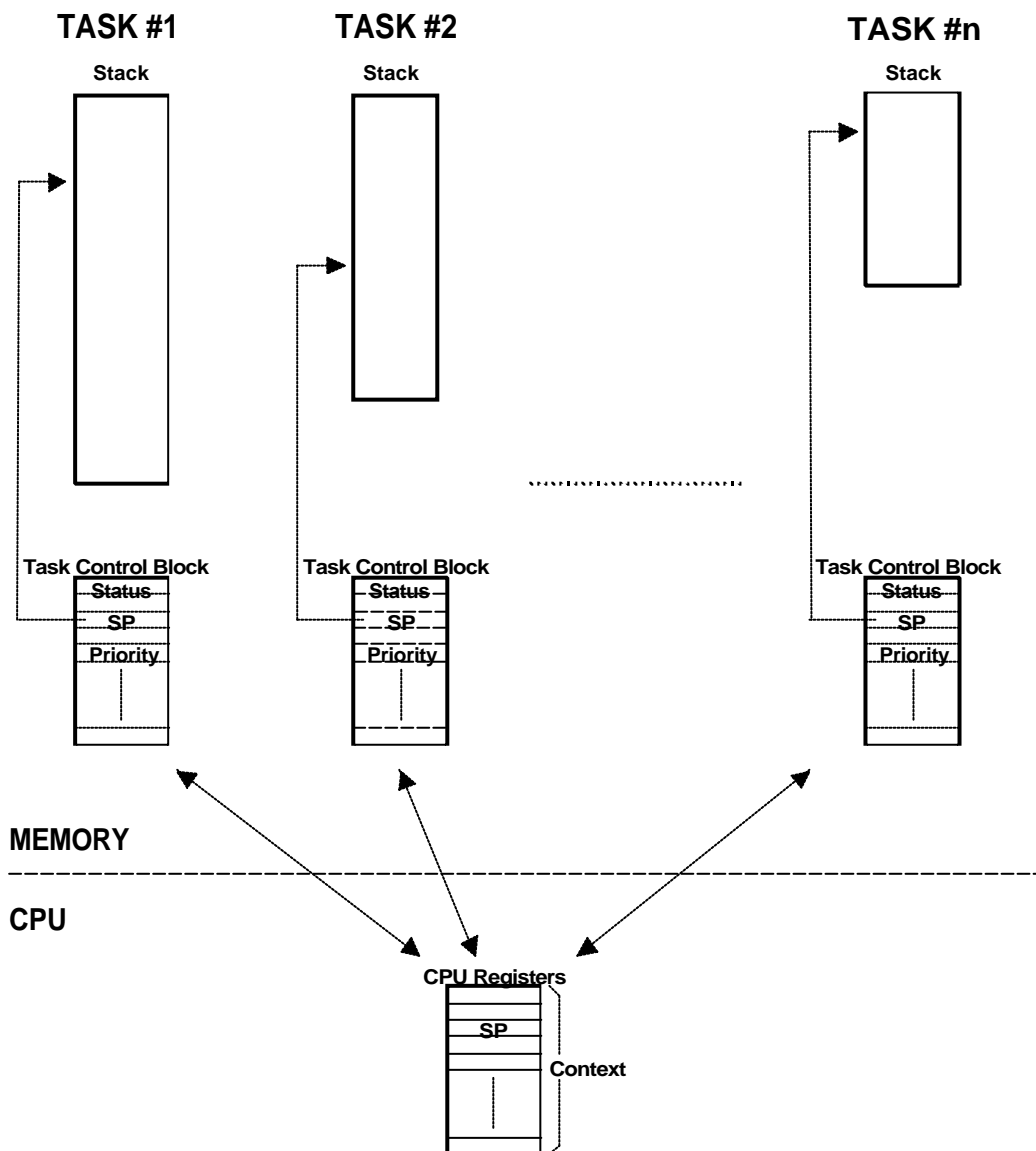 TASK #1
TASK #2
TASK #n
Stack
Stack
Stack
Task Control Block
Task Control Block
Task Control Block
Status
Status
Status
SP
SP
SP
Priority
Priority
Priority
MEMORY
CPU
CPU Registers
SP
Context